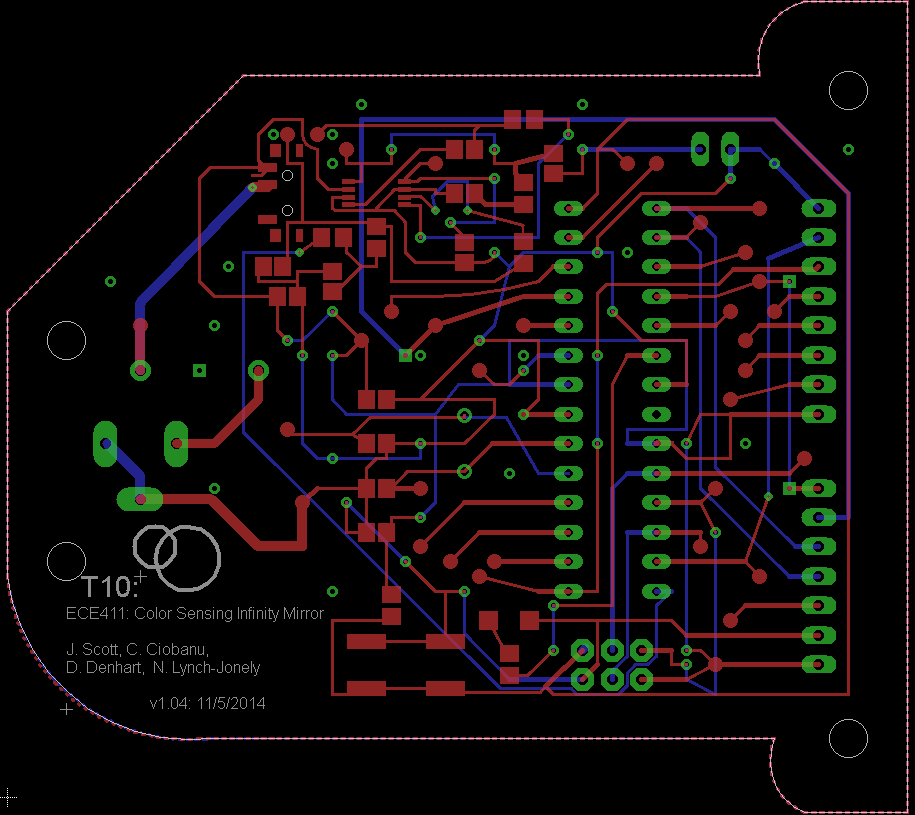 T10:
ECE411: Color Sensing Infinity Mirror
J. Scott, C. Ciobanu,
D. Denhart, N. Lynch-Jonely
v1.04: 11/5/2014